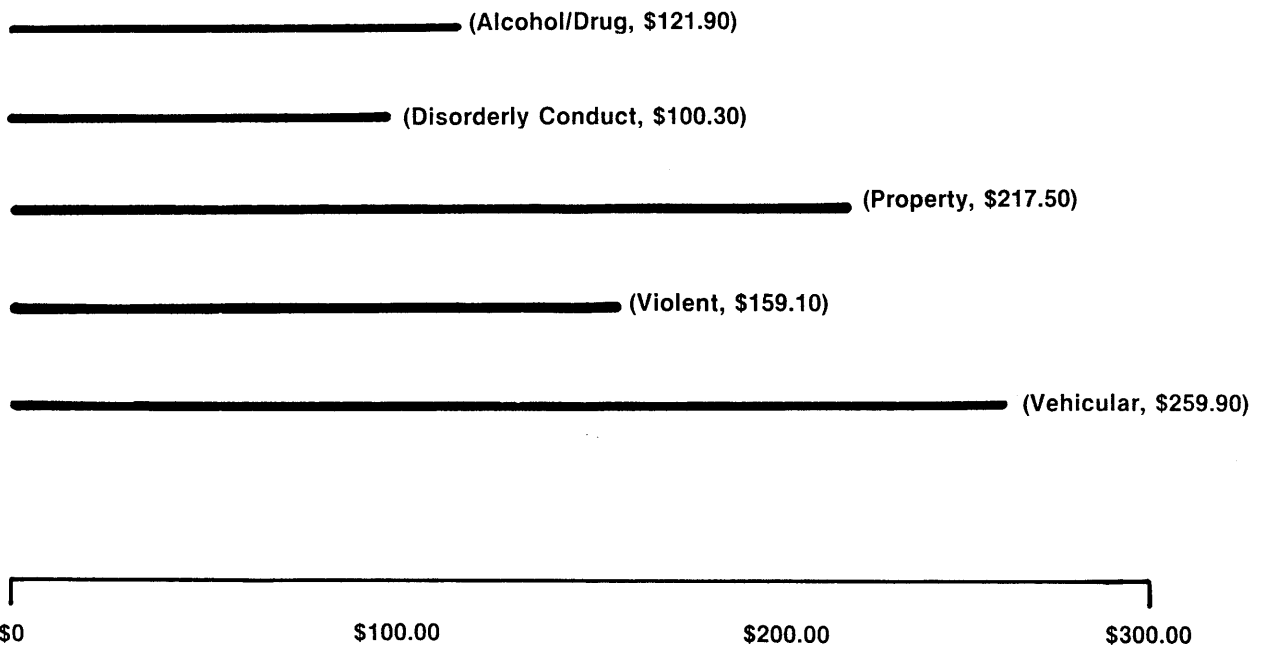 (Alcohol/Drug, $121.90)
(Disorderly Conduct, $100.30)
(Property, $217.50)
(Violent, $159.10)
(Vehicular, $259.90)
$0 $100.00 $200.00 $300.00